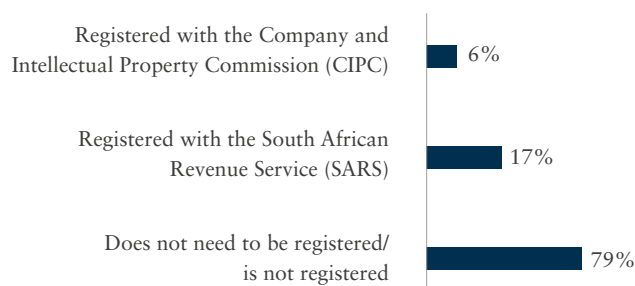 Registered with the Company and
Intellectual Property Commission (CIPC)
6%
Registered with the South African
Revenue Service (SARS)
17%
Does not need to be registered/
is not registered
79%